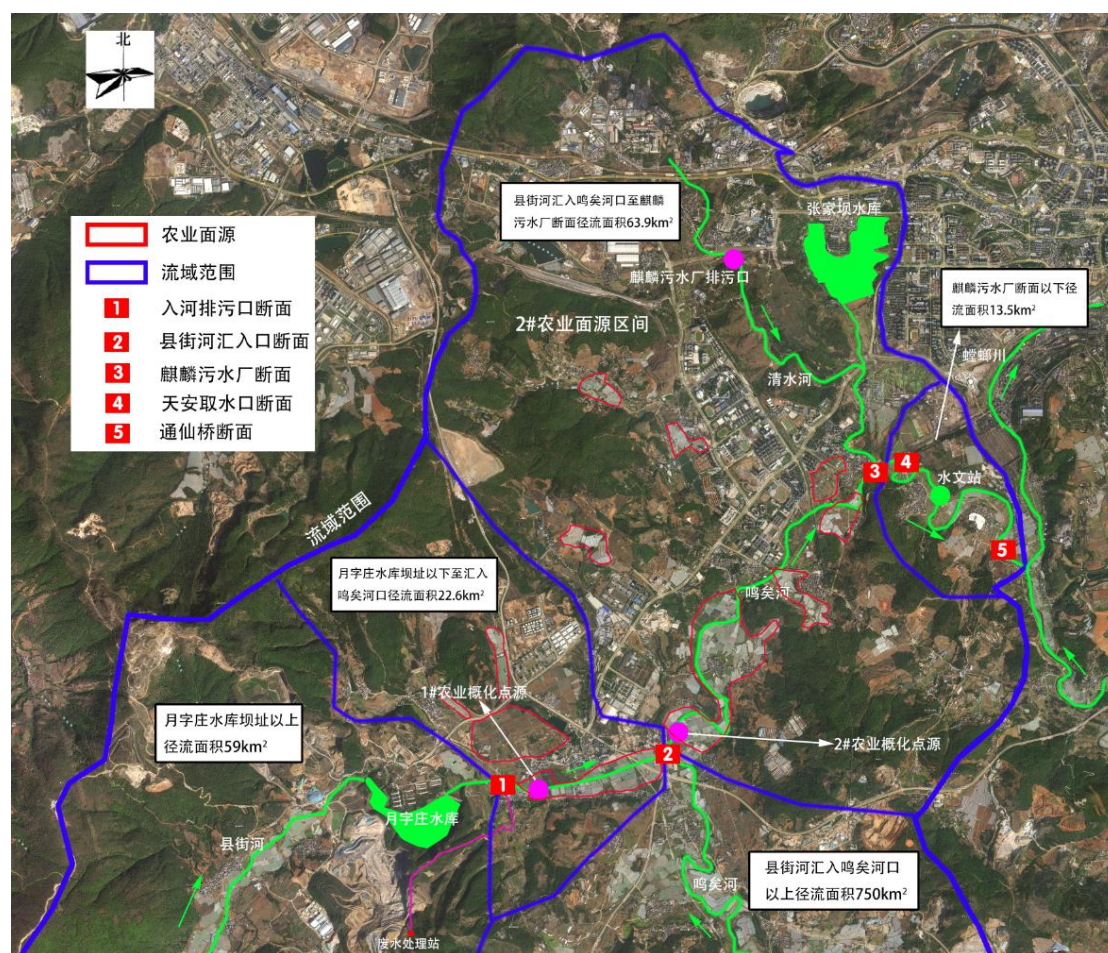 北
县街河汇入鸣矣河口至麒麟
污水厂断面径流面积63.9km²
张家坝水库
农业面源
流域范围
1 入河排污口断面
2 县街河汇入口断面
3 麒麟污水厂断面
4 天安取水口断面
5 通仙桥断面
麒麟污水厂排污口
麒麟污水厂断面以下径
流面积13.5km²
2#农业面源区间
螳螂川
清水河
3
4
水文站
5
流域范围
月字庄水库坝址以下至汇入
鸣矣河口径流面积22.6km²
鸣矣河
1#农业概化点源
月字庄水库坝址以上
径流面积59km²
2#农业概化点源
2
1
月字庄水库
县街河
县街河汇入鸣矣河口
以上径流面积750km²
鸣矣河
废水处理站